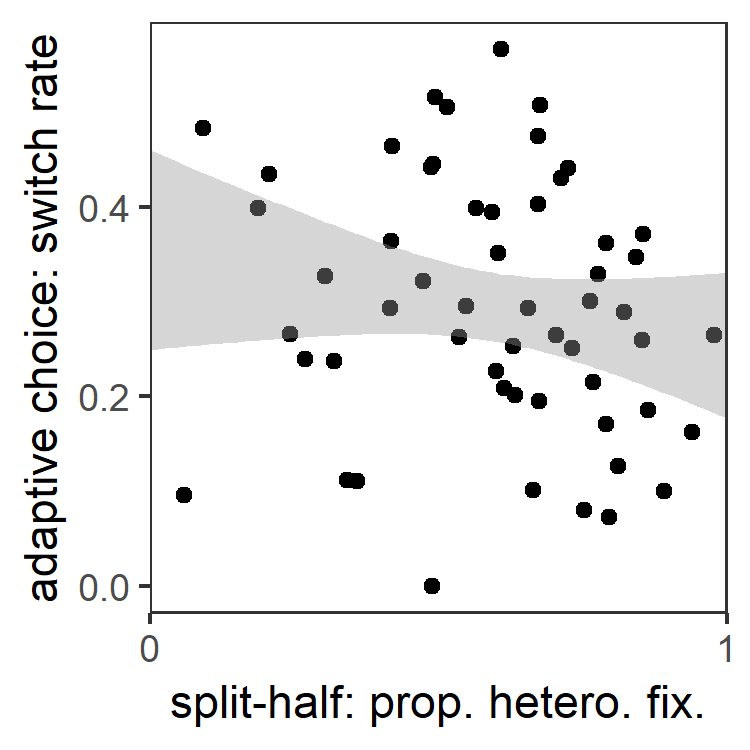 adaptive choice: switch rate
0.4
0.2
0.0
0
1
split-half: prop. hetero. fix.